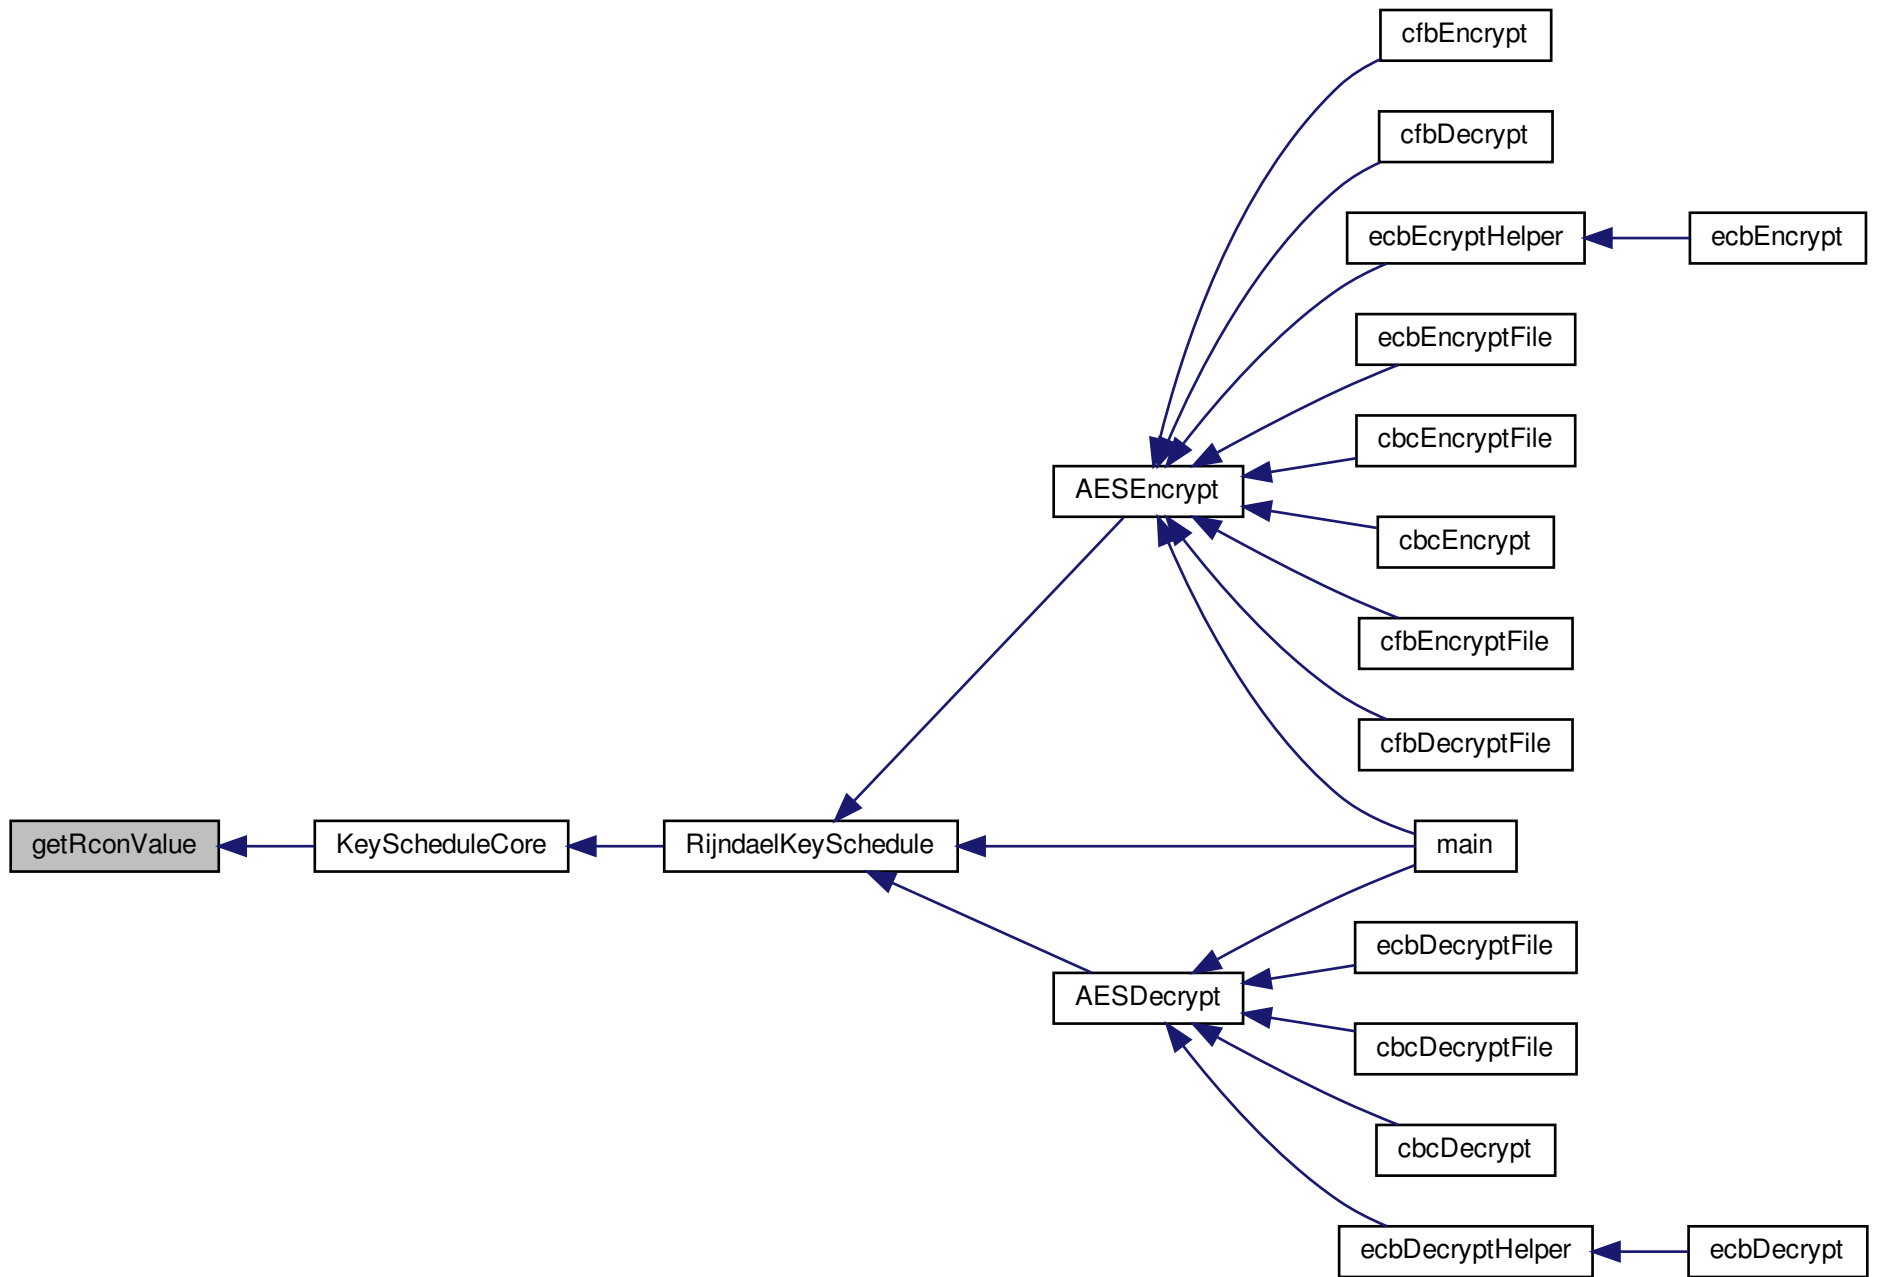 cfbEncrypt
cfbDecrypt
ecbEcryptHelper
ecbEncrypt
ecbEncryptFile
cbcEncryptFile
AESEncrypt
cbcEncrypt
cfbEncryptFile
cfbDecryptFile
getRconValue
KeyScheduleCore
RijndaelKeySchedule
main
ecbDecryptFile
AESDecrypt
cbcDecryptFile
cbcDecrypt
ecbDecryptHelper
ecbDecrypt